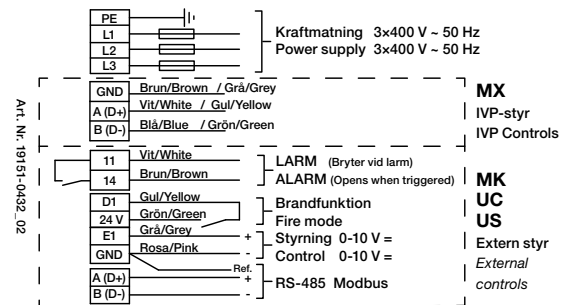 PE
L1
L2
L3
Kraftmatning 3×400 V ~ 50 Hz
Power supply 3×400 V ~ 50 Hz
GND Brun/Brown / Grå/Grey
A (D+) Vit/White / Gul/Yellow
B (D-) Blå/Blue / Grön/Green
MX
IVP-styr
IVP Controls
Art. Nr. 19151-0432_02
11 Vit/White
14 Brun/Brown
LARM (Bryter vid larm)
ALARM (Opens when triggered)
D1 Gul/Yellow
24 V Grön/Green
Brandfunktion
Fire mode
E1 Grå/Grey +
GND Rosa/Pink -
Styrning 0-10 V =
Control 0-10 V =
Ref.
A (D+) +
B (D-) -
RS-485 Modbus
MK
UC
US
Extern styr
External
controls